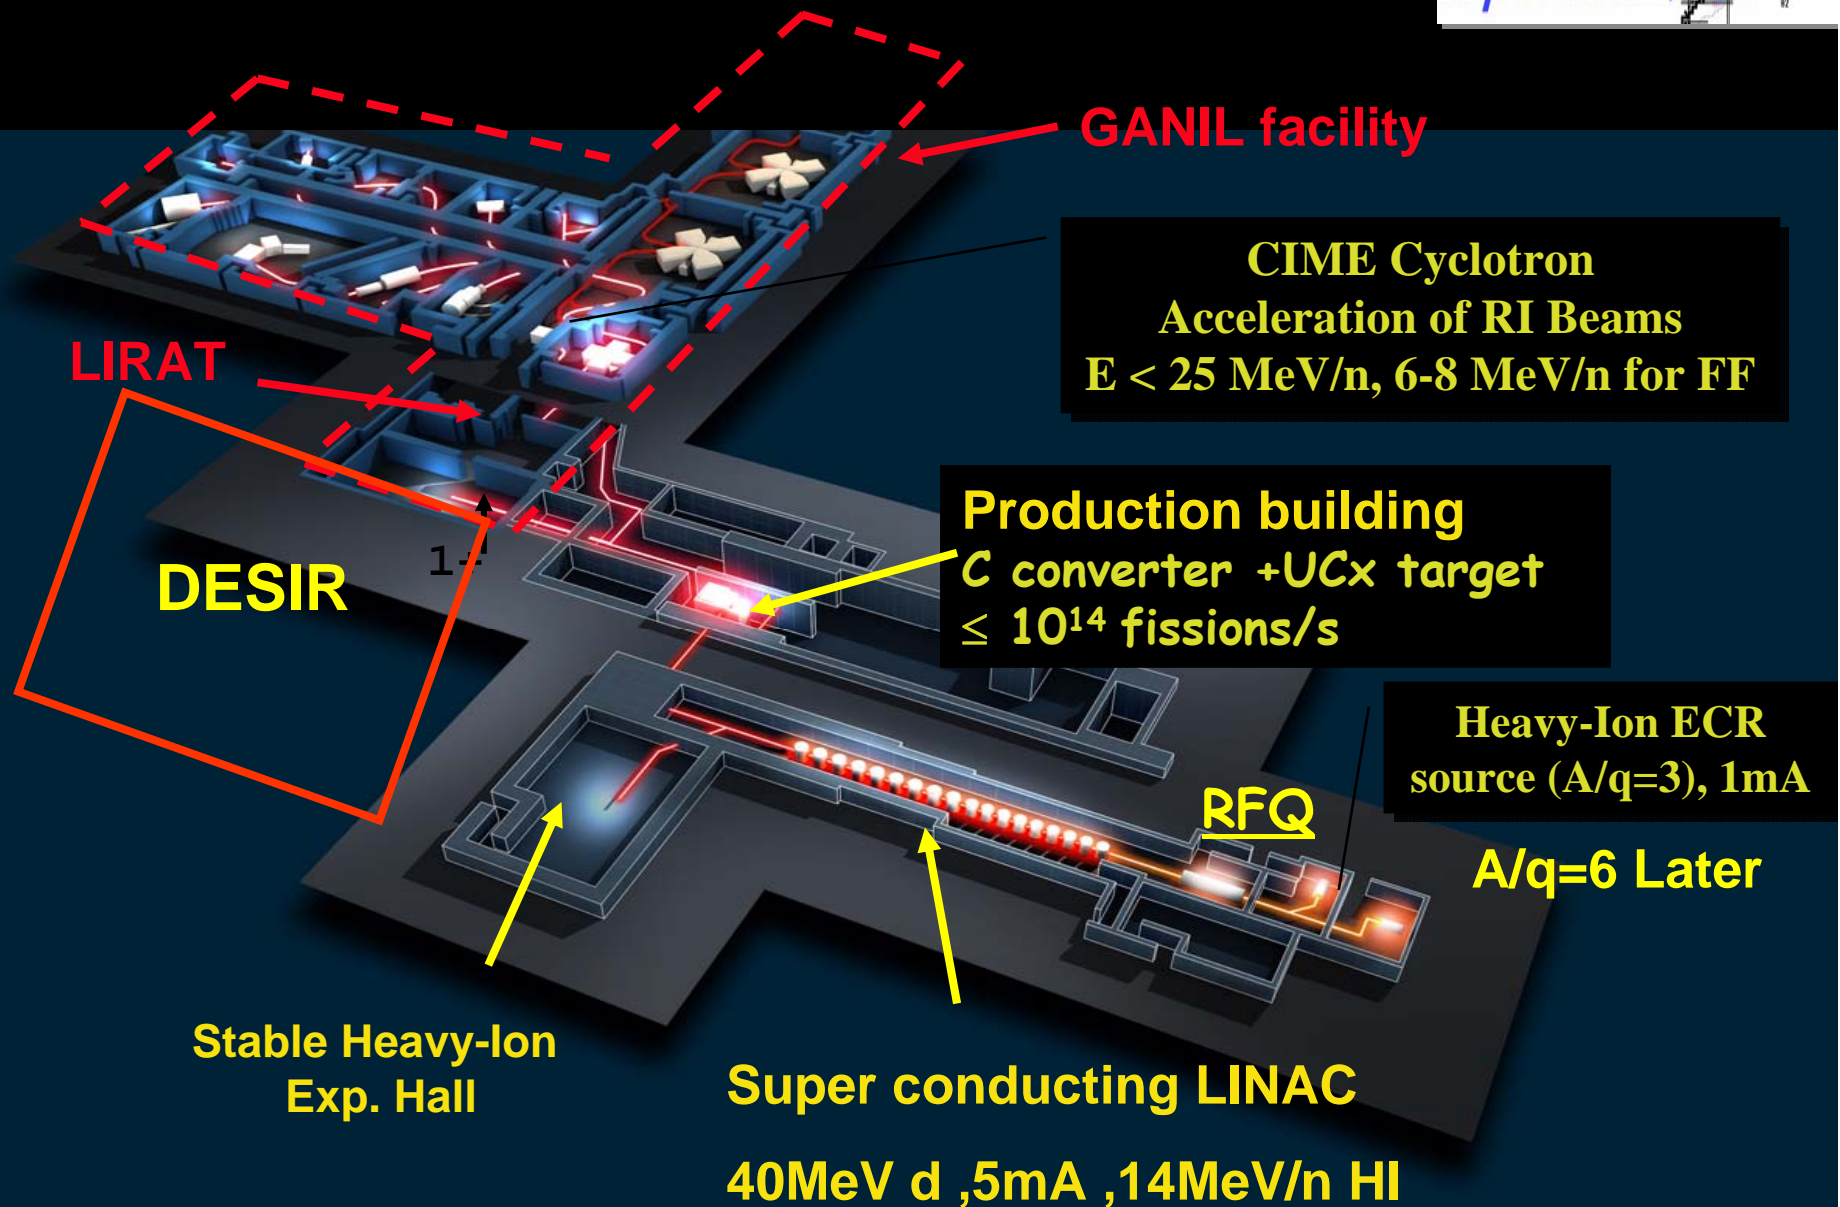 GANIL facility
CIME Cyclotron
Acceleration of RI Beams
E < 25 MeV/n, 6-8 MeV/n for FF
LIRAT
Production building
C converter +UCx target
≤ 10¹⁴ fissions/s
DESIR
1+
Heavy-Ion ECR
source (A/q=3), 1mA
RFQ
A/q=6 Later
Stable Heavy-Ion
Exp. Hall
Super conducting LINAC
40MeV d ,5mA ,14MeV/n HI